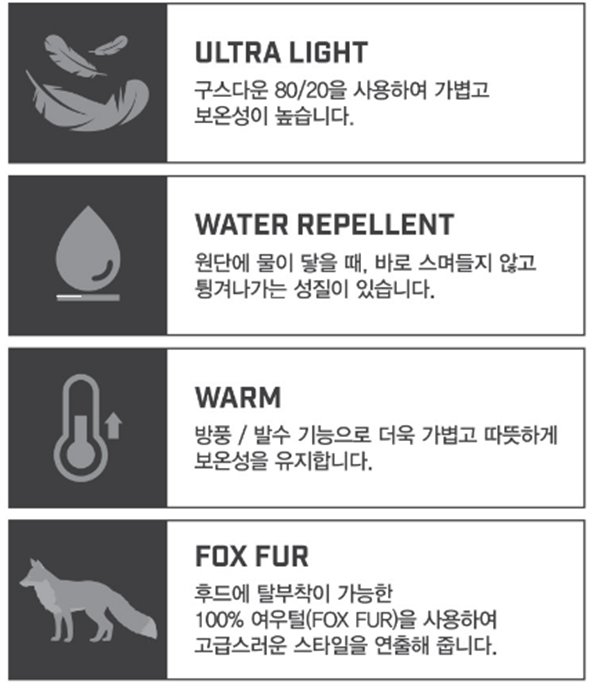 ULTRA LIGHT
구스다운 80/20을 사용하여 가볍고
보온성이 높습니다.
WATER REPELLENT
원단에 물이 닿을 때, 바로 스며들지 않고
튕겨나가는 성질이 있습니다.
WARM
방풍 / 발수 기능으로 더욱 가볍고 따뜻하게
보온성을 유지합니다.
FOX FUR
후드에 탈부착이 가능한
100% 여우털(FOX FUR)을 사용하여
고급스러운 스타일을 연출해 줍니다.